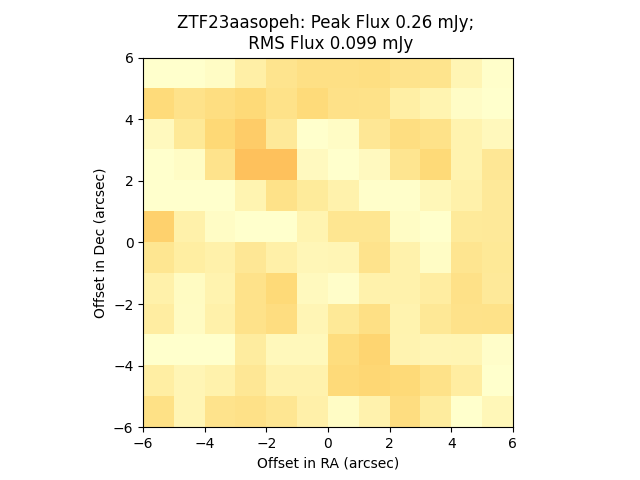 ZTF23aasopeh: Peak Flux 0.26 mJy;
RMS Flux 0.099 mJy
6
4
2
0
−2
−4
−6
Offset in Dec (arcsec)
−6 −4 −2 0 2 4 6
Offset in RA (arcsec)